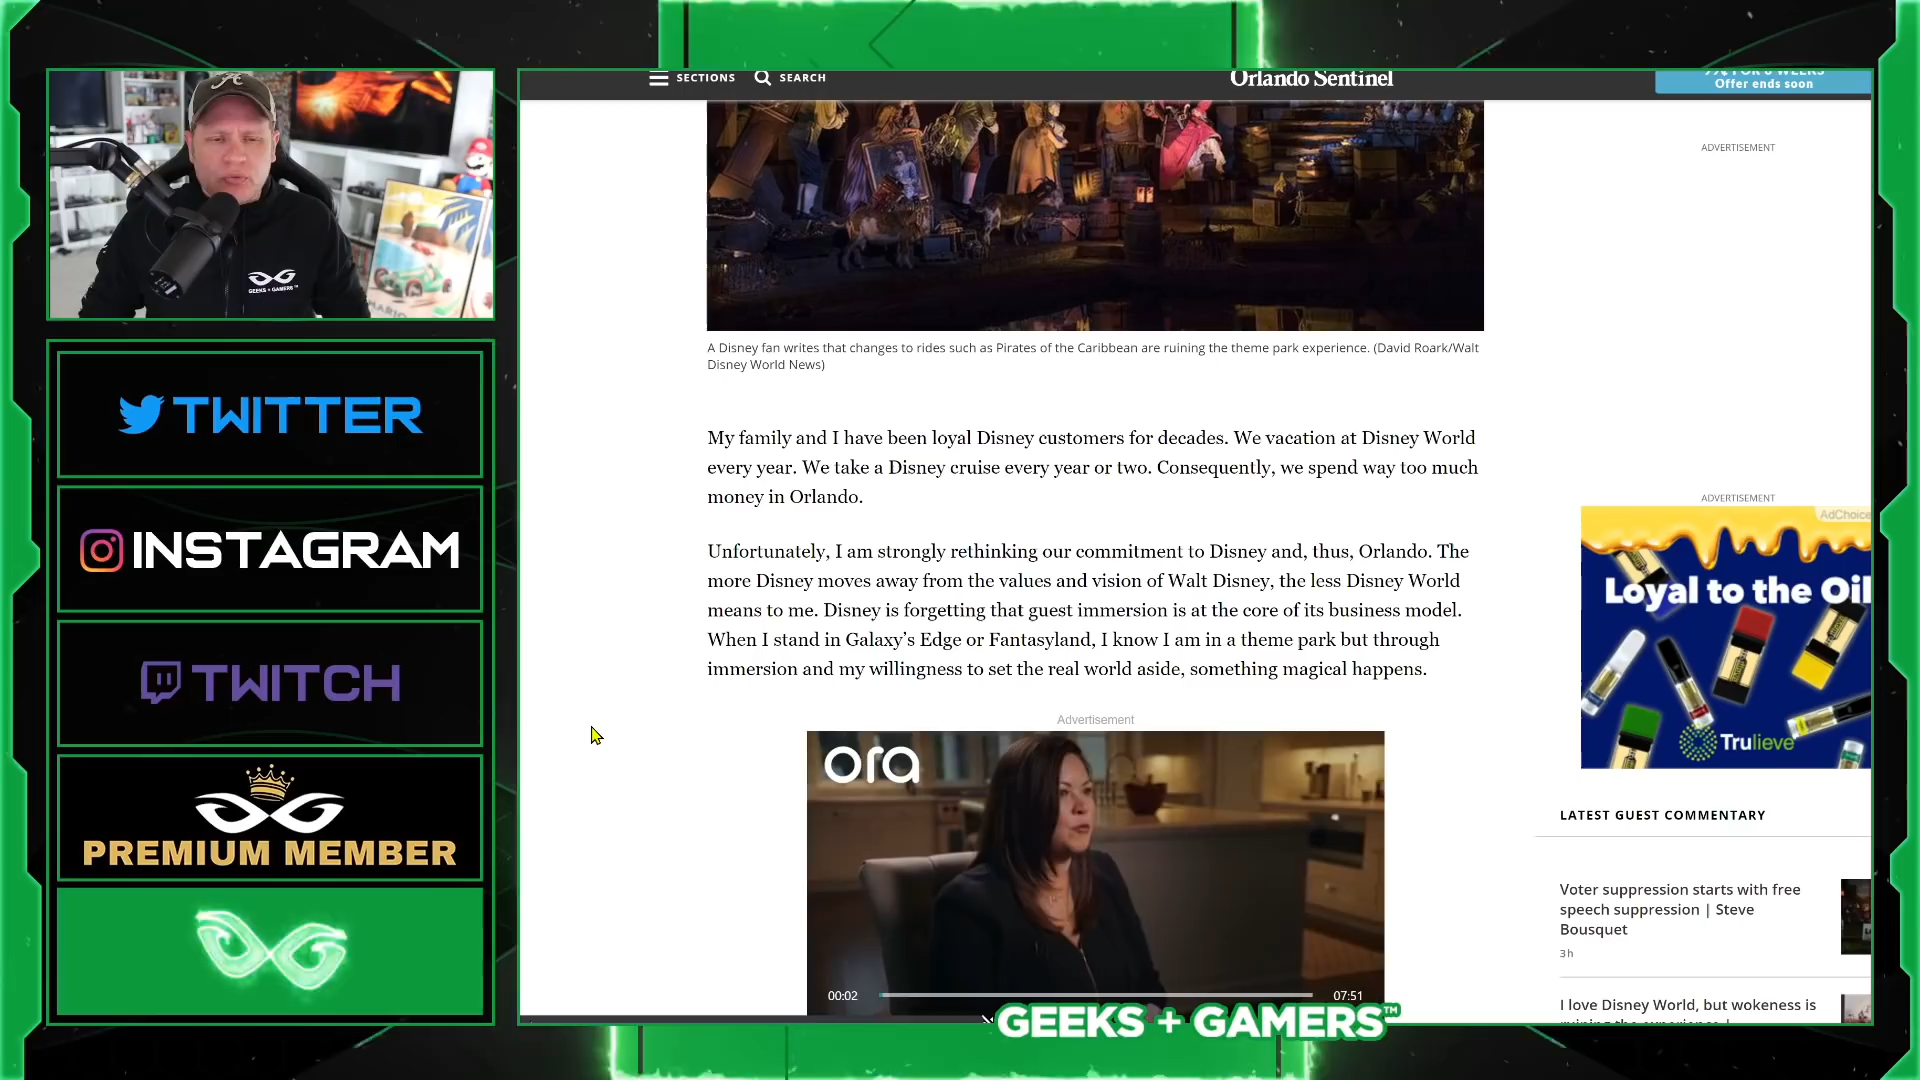 SECTIONS
SEARCH
Orlando Sentinel
Offer ends soon
ADVERTISEMENT
GEEKS + GAMERS™
A Disney fan writes that changes to rides such as Pirates of the Caribbean are ruining the theme park experience. (David Roark/Walt
Disney World News)
TWITTER
INSTAGRAM
TWITCH
PREMIUM MEMBER
My family and I have been loyal Disney customers for decades. We vacation at Disney World
every year. We take a Disney cruise every year or two. Consequently, we spend way too much
money in Orlando.
Unfortunately, I am strongly rethinking our commitment to Disney and, thus, Orlando. The
more Disney moves away from the values and vision of Walt Disney, the less Disney World
means to me. Disney is forgetting that guest immersion is at the core of its business model.
When I stand in Galaxy’s Edge or Fantasyland, I know I am in a theme park but through
immersion and my willingness to set the real world aside, something magical happens.
Advertisement
ora
00:02
07:51
ADVERTISEMENT
AdChoice
Loyal to the Oil
Trulieve
LATEST GUEST COMMENTARY
Voter suppression starts with free
speech suppression | Steve
Bousquet
3h
I love Disney World, but wokeness is
ruining the experience |
GEEKS + GAMERS™